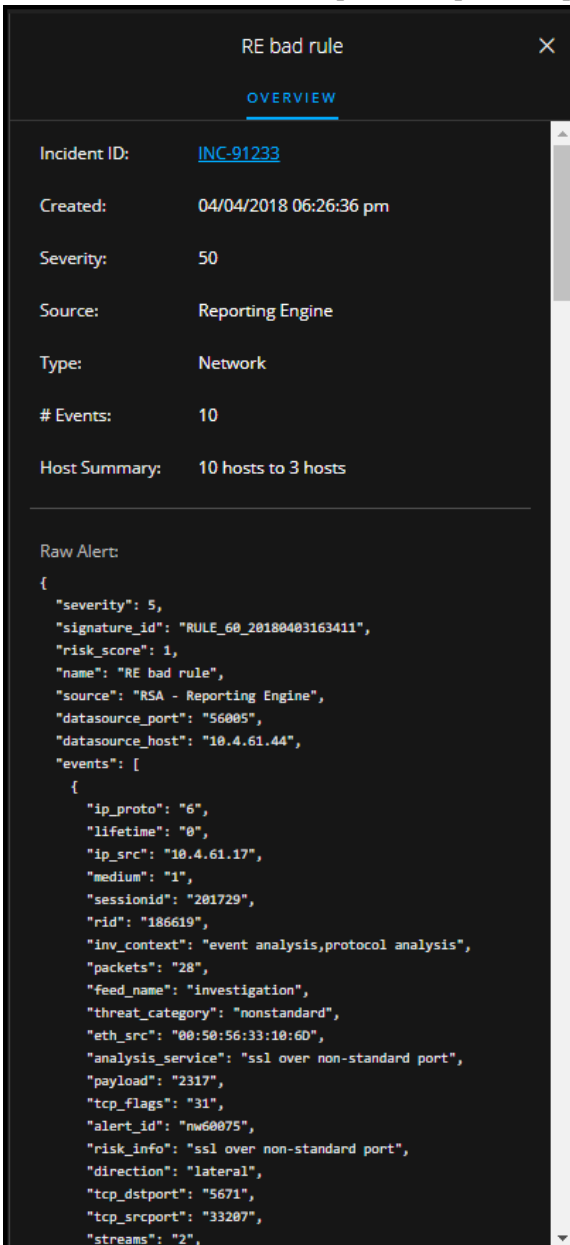 RE bad rule
OVERVIEW
Incident ID: INC-91233
Created: 04/04/2018 06:26:36 pm
Severity: 50
Source: Reporting Engine
Type: Network
# Events: 10
Host Summary: 10 hosts to 3 hosts
Raw Alert:
{
  "severity": 5,
  "signature_id": "RULE_60_20180403163411",
  "risk_score": 1,
  "name": "RE bad rule",
  "source": "RSA - Reporting Engine",
  "datasource_port": "56005",
  "datasource_host": "10.4.61.44",
  "events": [
    {
      "ip_proto": "6",
      "lifetime": "0",
      "ip_src": "10.4.61.17",
      "medium": "1",
      "sessionid": "201729",
      "rid": "186619",
      "inv_context": "event analysis,protocol analysis",
      "packets": "28",
      "feed_name": "investigation",
      "threat_category": "nonstandard",
      "eth_src": "00:50:56:33:10:6D",
      "analysis_service": "ssl over non-standard port",
      "payload": "2317",
      "tcp_flags": "31",
      "alert_id": "nw60075",
      "risk_info": "ssl over non-standard port",
      "direction": "lateral",
      "tcp_dstport": "5671",
      "tcp_srcport": "33207",
      "streams": "2",